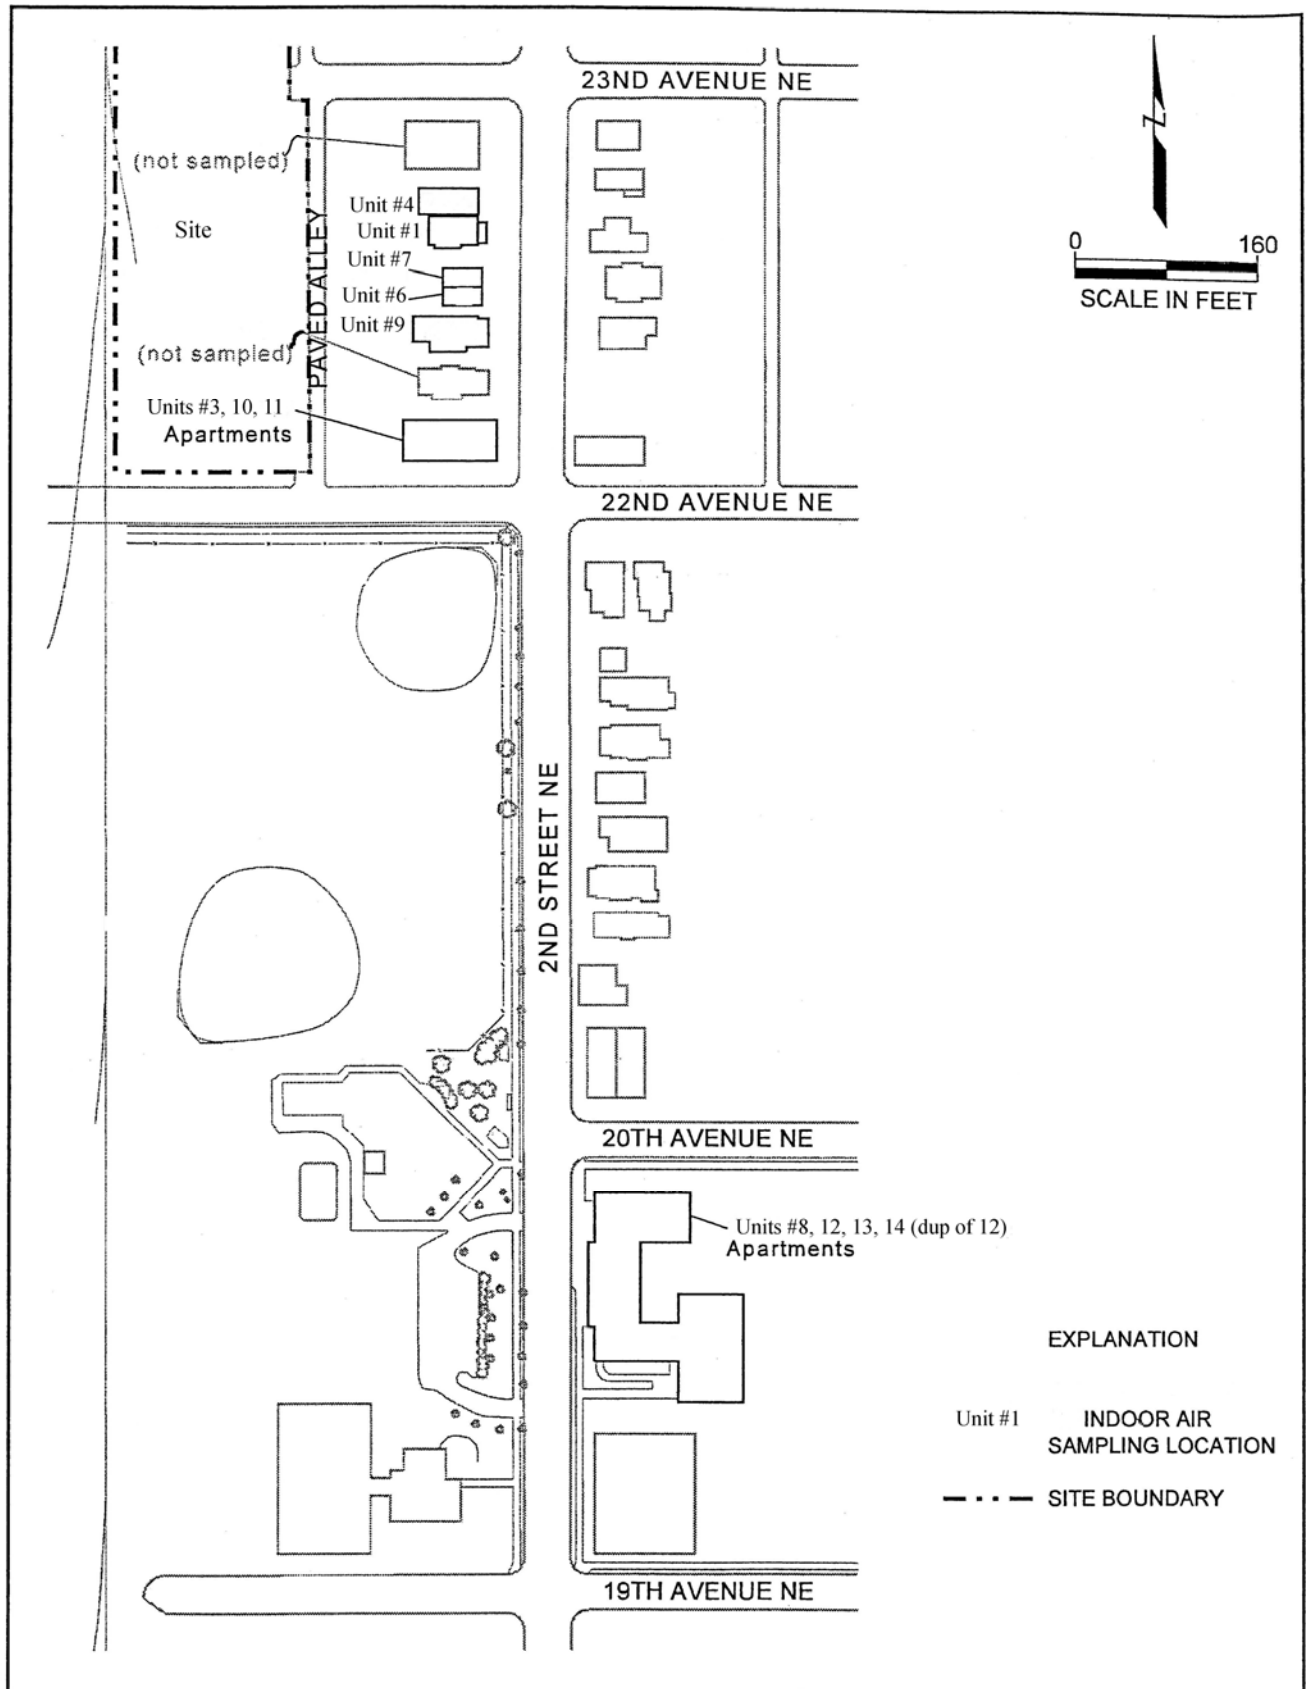 23ND AVENUE NE
(not sampled)
Unit #4
Site
Unit #1
PAVED ALLEY
Unit #7
Unit #6
Unit #9
(not sampled)
Units #3, 10, 11
Apartments
Z
0 160
SCALE IN FEET
22ND AVENUE NE
2ND STREET NE
20TH AVENUE NE
Units #8, 12, 13, 14 (dup of 12)
Apartments
EXPLANATION
Unit #1 INDOOR AIR
SAMPLING LOCATION
SITE BOUNDARY
19TH AVENUE NE